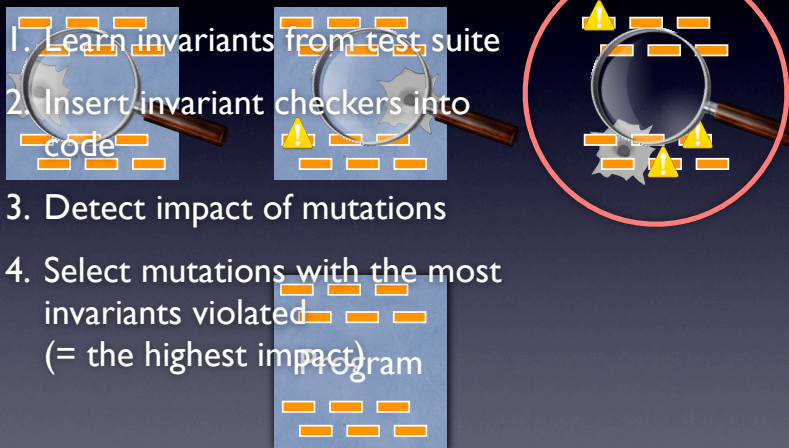 1. Learn invariants from test suite
2. Insert invariant checkers into
code
3. Detect impact of mutations
4. Select mutations with the most
invariants violated
(= the highest impact)
Program